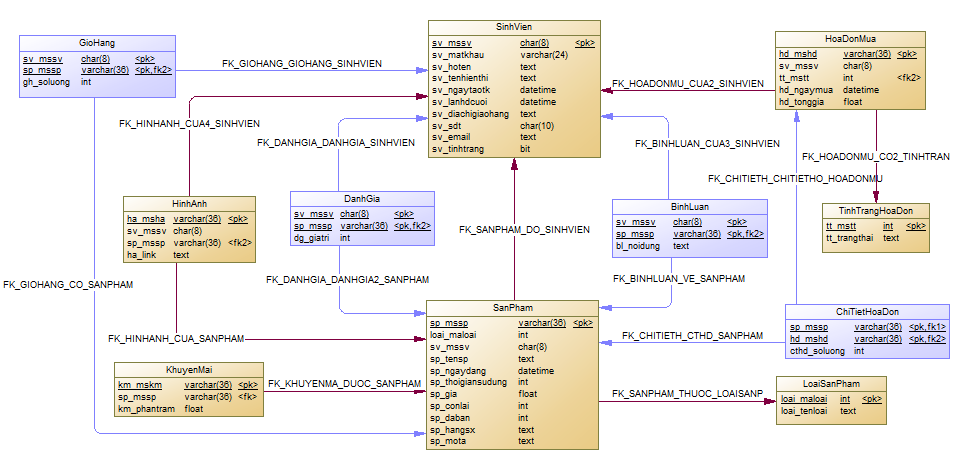 SinhVien
sv_mssv char(8) <pk>
sv_matkhau varchar(24)
sv_hoten text
sv_tenhienthi text
sv_ngaytaotk datetime
sv_lanhdcuoi datetime
sv_diachigiaohang text
sv_sdt char(10)
sv_email text
sv_tinhtrang bit
GioHang
sv_mssv char(8) <pk>
sp_mssp varchar(36) <pk,fk2>
gh_soluong int
HoaDonMua
hd_mshd varchar(36) <pk>
sv_mssv char(8)
tt_mstt int <fk2>
hd_ngaymua datetime
hd_tonggia float
FK_GIOHANG_GIOHANG_SINHVIEN
FK_HOADONMU_CUA2_SINHVIEN
FK_HINHANH_CUA4_SINHVIEN
FK_DANHGIA_DANHGIA_SINHVIEN
FK_BINHLUAN_CUA3_SINHVIEN
FK_HOADONMU_CO2_TINHTRAN
FK_CHITIETH_CHITIETHO_HOADONMU
HinhAnh
ha_msha varchar(36) <pk>
sv_mssv char(8)
sp_mssp varchar(36) <fk2>
ha_link text
DanhGia
sv_mssv char(8) <pk>
sp_mssp varchar(36) <pk,fk2>
dg_giatri int
BinhLuan
sv_mssv char(8) <pk>
sp_mssp varchar(36) <pk,fk2>
bl_noidung text
TinhTrangHoaDon
tt_mstt int <pk>
tt_trangthai text
FK_SANPHAM_DO_SINHVIEN
FK_GIOHANG_CO_SANPHAM
FK_DANHGIA_DANHGIA2_SANPHAM
FK_BINHLUAN_VE_SANPHAM
SanPham
sp_mssp varchar(36) <pk>
loai_maloai int
sv_mssv char(8)
sp_tensp text
sp_ngaydang datetime
sp_thoigiansudung int
sp_gia float
sp_conlai int
sp_daban int
sp_hangsx text
sp_mota text
ChiTietHoaDon
sp_mssp varchar(36) <pk,fk1>
hd_mshd varchar(36) <pk,fk2>
cthd_soluong int
FK_HINHANH_CUA_SANPHAM
FK_CHITIETH_CTHD_SANPHAM
KhuyenMai
km_mskm varchar(36) <pk>
sp_mssp varchar(36) <fk>
km_phantram float
FK_KHUYENMA_DUOC_SANPHAM
FK_SANPHAM_THUOC_LOAISANP
LoaiSanPham
loai_maloai int <pk>
loai_tenloai text